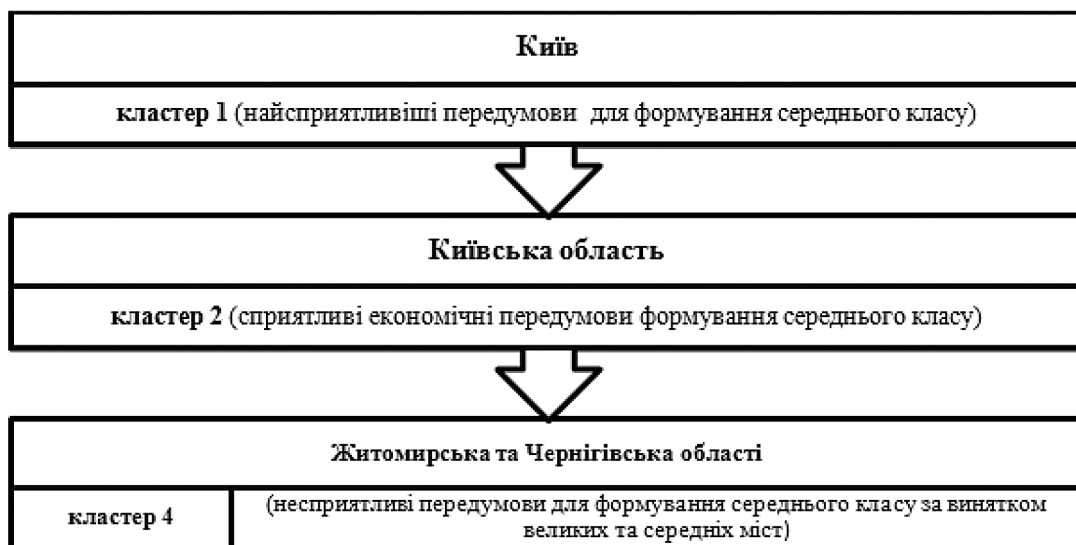 Київ
кластер 1 (найсприятливіші передумови для формування середнього класу)
Київська область
кластер 2 (сприятливі економічні передумови формування середнього класу)
Житомирська та Чернігівська області
кластер 4
(несприятливі передумови для формування середнього класу за винятком
великих та середніх міст)